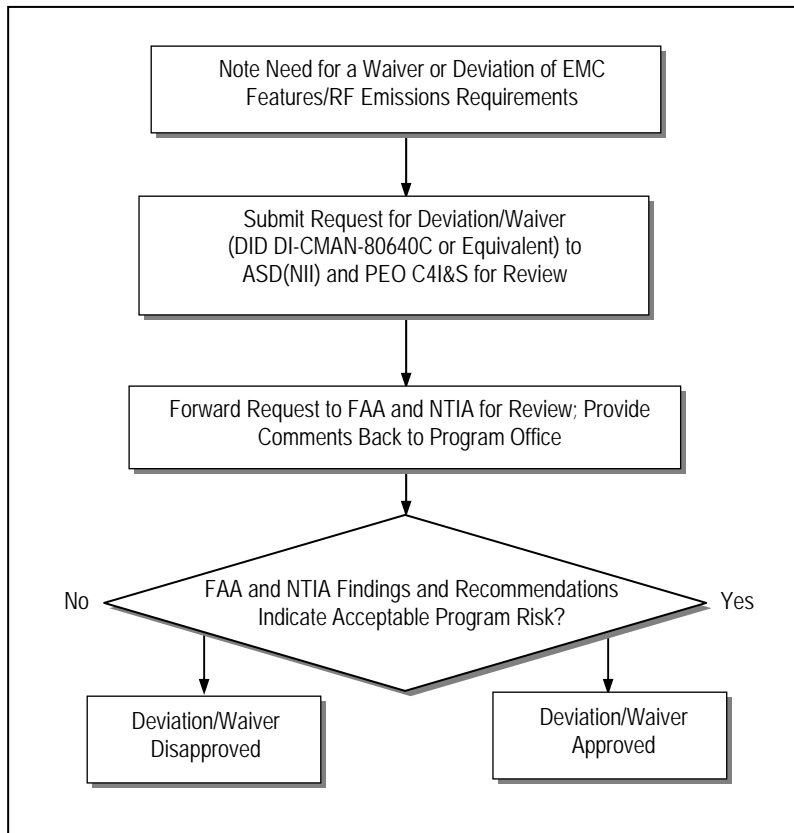 Note Need for a Waiver or Deviation of EMC
Features/RF Emissions Requirements
Submit Request for Deviation/Waiver
(DID DI-CMAN-80640C or Equivalent) to
ASD(NII) and PEO C4I&S for Review
Forward Request to FAA and NTIA for Review; Provide
Comments Back to Program Office
No
FAA and NTIA Findings and Recommendations
Indicate Acceptable Program Risk?
Yes
Deviation/Waiver
Disapproved
Deviation/Waiver
Approved